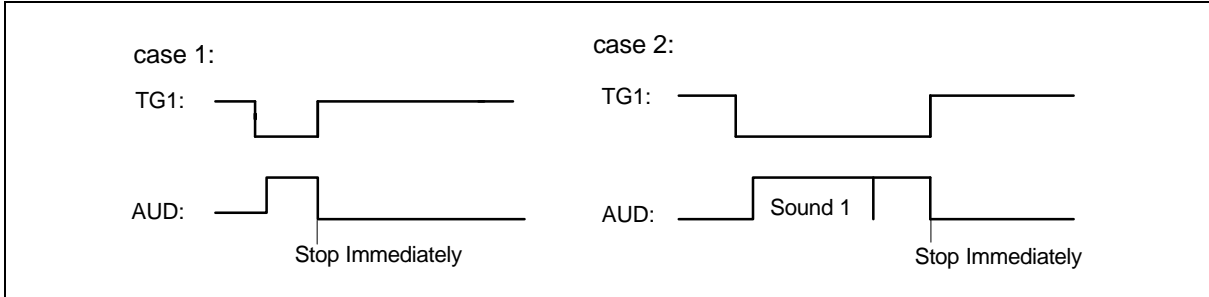 case 1:
TG1:
AUD:
Stop Immediately
case 2:
TG1:
AUD:
Sound 1
Stop Immediately